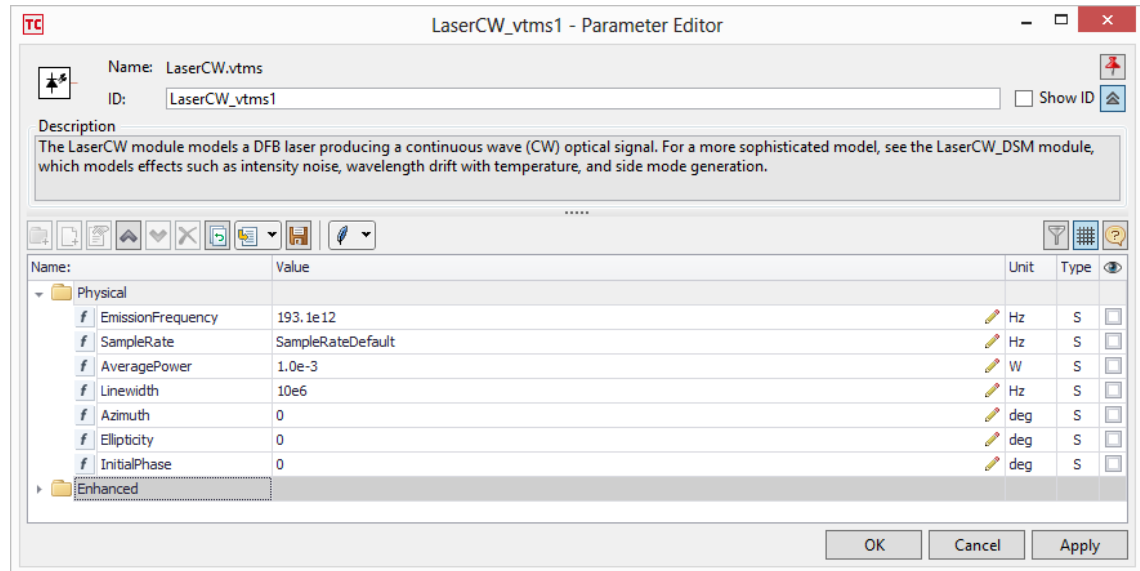 TC LaserCW_vtms1 - Parameter Editor
Name: LaserCW.vtms
ID: LaserCW_vtms1 Show ID
Description
The LaserCW module models a DFB laser producing a continuous wave (CW) optical signal. For a more sophisticated model, see the LaserCW_DSM module,
which models effects such as intensity noise, wavelength drift with temperature, and side mode generation.
Name: Value Unit Type
Physical
f EmissionFrequency 193.1e12 Hz S
f SampleRate SampleRateDefault Hz S
f AveragePower 1.0e-3 W S
f Linewidth 10e6 Hz S
f Azimuth 0 deg S
f Ellipticity 0 deg S
f InitialPhase 0 deg S
Enhanced
OK Cancel Apply